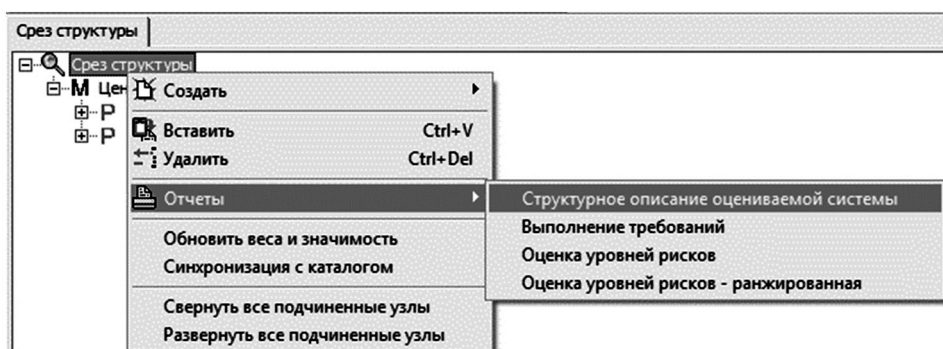 Срез структуры
Срез структуры
М Цен
Р
Р
Создать
Вставить Ctrl+V
Удалить Ctrl+Del
Отчеты
Обновить веса и значимость
Синхронизация с каталогом
Свернуть все подчиненные узлы
Развернуть все подчиненные узлы
Структурное описание оцениваемой системы
Выполнение требований
Оценка уровней рисков
Оценка уровней рисков - ранжированная